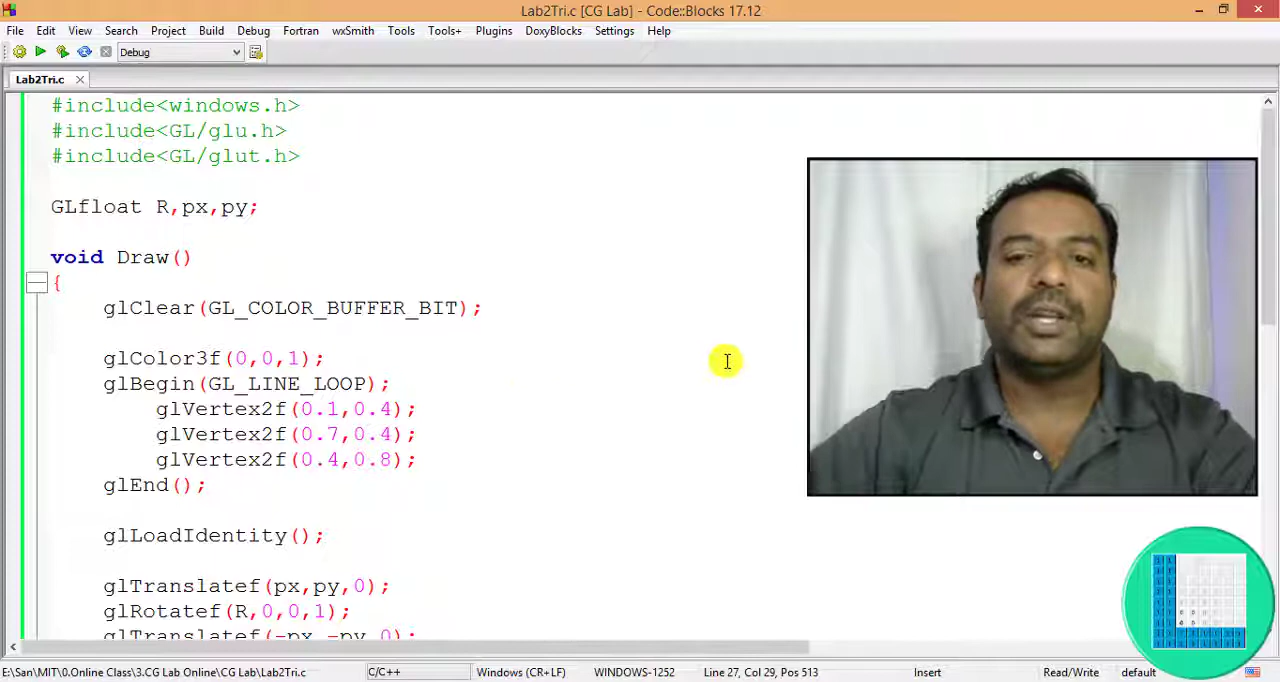 Lab2Tri.c [CG Lab] - Code::Blocks 17.12
File Edit View Search Project Build Debug Fortran wxSmith Tools Tools+ Plugins DoxyBlocks Settings Help
Debug
Lab2Tri.c
#include<windows.h>
#include<GL/glu.h>
#include<GL/glut.h>
GLfloat R,px,py;
void Draw()
{
glClear(GL_COLOR_BUFFER_BIT);
glColor3f(0,0,1);
glBegin(GL_LINE_LOOP);
glVertex2f(0.1,0.4);
glVertex2f(0.7,0.4);
glVertex2f(0.4,0.8);
glEnd();
glLoadIdentity();
glTranslatef(px,py,0);
glRotatef(R,0,0,1);
glTranslatef(-px,-py,0);
E:\San\MIT\0.Online Class\3.CG Lab Online\CG Lab\Lab2Tri.c C/C++ Windows (CR+LF) WINDOWS-1252 Line 27, Col 29, Pos 513 Insert Read/Write default